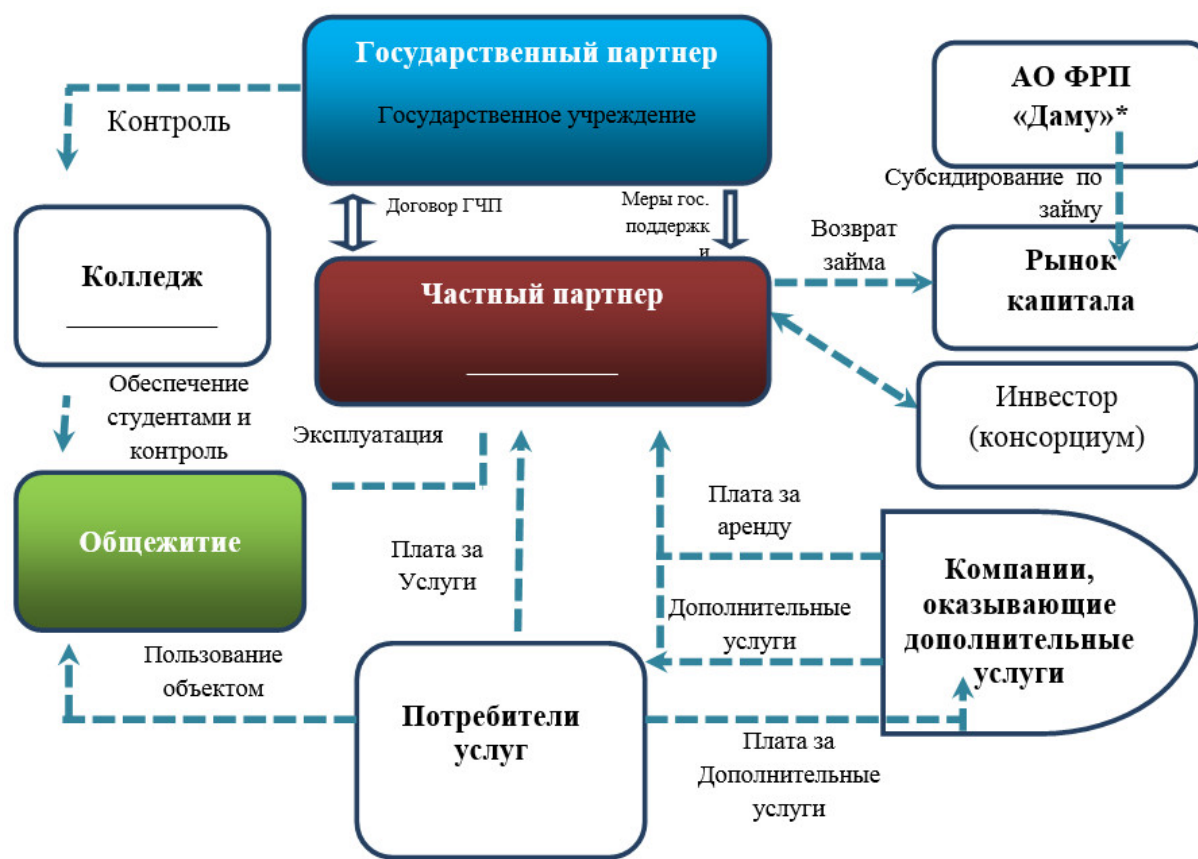 Государственный партнер
Государственное учреждение
АО ФРП
«Даму»*
Контроль
Договор ГЧП
Меры гос.
поддержк
и
Субсидирование по
займу
Возврат
займа
Рынок
капитала
Колледж
Частный партнер
Инвестор
(консорциум)
Обеспечение
студентами и
контроль
Эксплуатация
Общежитие
Плата за
Услуги
Плата за
аренду
Дополнительные
услуги
Компании,
оказывающие
дополнительные
услуги
Пользование
объектом
Потребители
услуг
Плата за
Дополнительные
услуги